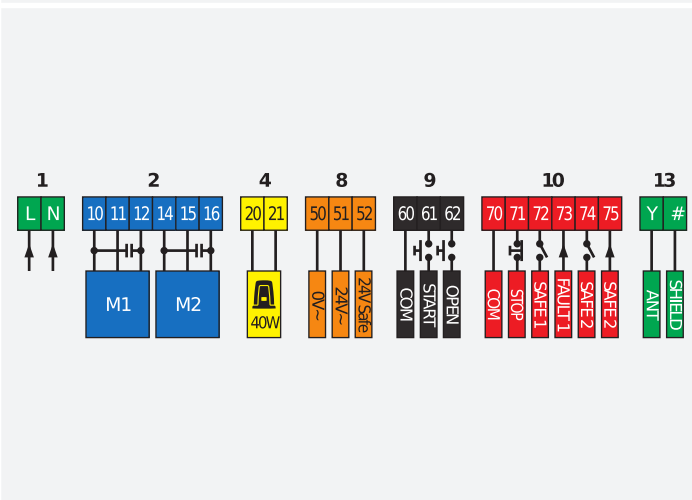 1 2 4 8 9 10 13
L N 10 11 12 14 15 16 20 21 50 51 52 60 61 62 70 71 72 73 74 75 Y #
M1 M2 40W 0V~ 24V~ 24V Safe COM START OPEN COM STOP SAFE 1 FAULT 1 SAFE 2 SAFE 2 ANT SHIELD